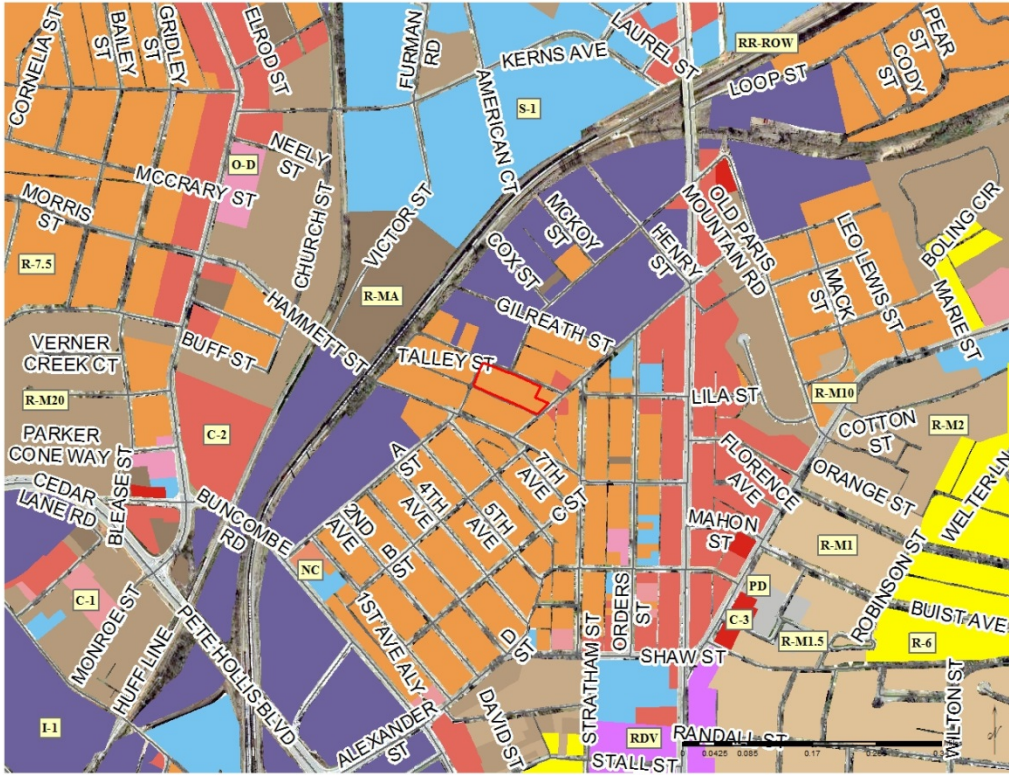 CORNELIA ST
BAILEY
ST
GRIDLEY
ST
ELROD ST
FURMAN
RD
KERNS AVE
LAUREL ST
RR-ROW
LOOP ST
PEAR
ST
CODY
ST
AMERICAN CT
S-1
NEELY
ST
O-D
MCCRARY ST
MORRIS
ST
CHURCH ST
VICTOR ST
R-7.5
R-MA
HAMMETT ST
COX ST
MCKOY
ST
HENRY
ST
OLD PARIS
MOUNTAIN RD
LEO LEWIS ST
MACK
ST
BOLING CIR
MARIE ST
GILREATH ST
BUFF ST
TALLEY ST
VERNER
CREEK CT
R-M20
PARKER
CONE WAY
C-2
LILA ST
R-M10
COTTON
ST
R-M2
CEDAR
LANE RD
BLEASE ST
BUNCOMBE
RD
A
ST
4TH
AVE
5TH
AVE
7TH
AVE
C ST
2ND
AVE
B
ST
FLORENCE
AVE
ORANGE ST
WELTER LN
MAHON
ST
R-M1
NC
1ST AVE ALY
ORDERS
ST
PD
C-3
R-M1.5
ROBINSON ST
BUIST AVE
R-6
C-1
MONROE ST
HUFF LINE
PETE HOLLIS BLVD
D
ST
STRATHAM ST
SHAW ST
WILTON ST
I-1
ALEXANDER
ST
DAVID ST
RDV
RANDALL ST
STALL ST
0 0.0425 0.085 0.17
N